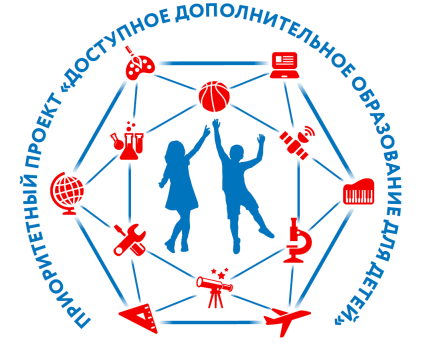 ПРИОРИТЕТНЫЙ ПРОЕКТ «ДОСТУПНОЕ ДОПОЛНИТЕЛЬНОЕ ОБРАЗОВАНИЕ ДЛЯ ДЕТЕЙ»